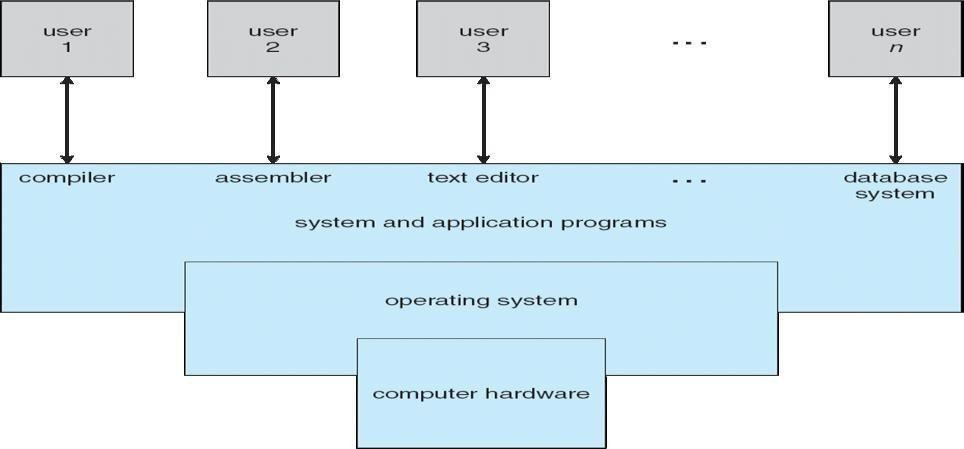 user
1
user
2
user
3
...
user
n
compiler
assembler
text editor
...
database
system
system and application programs
operating system
computer hardware